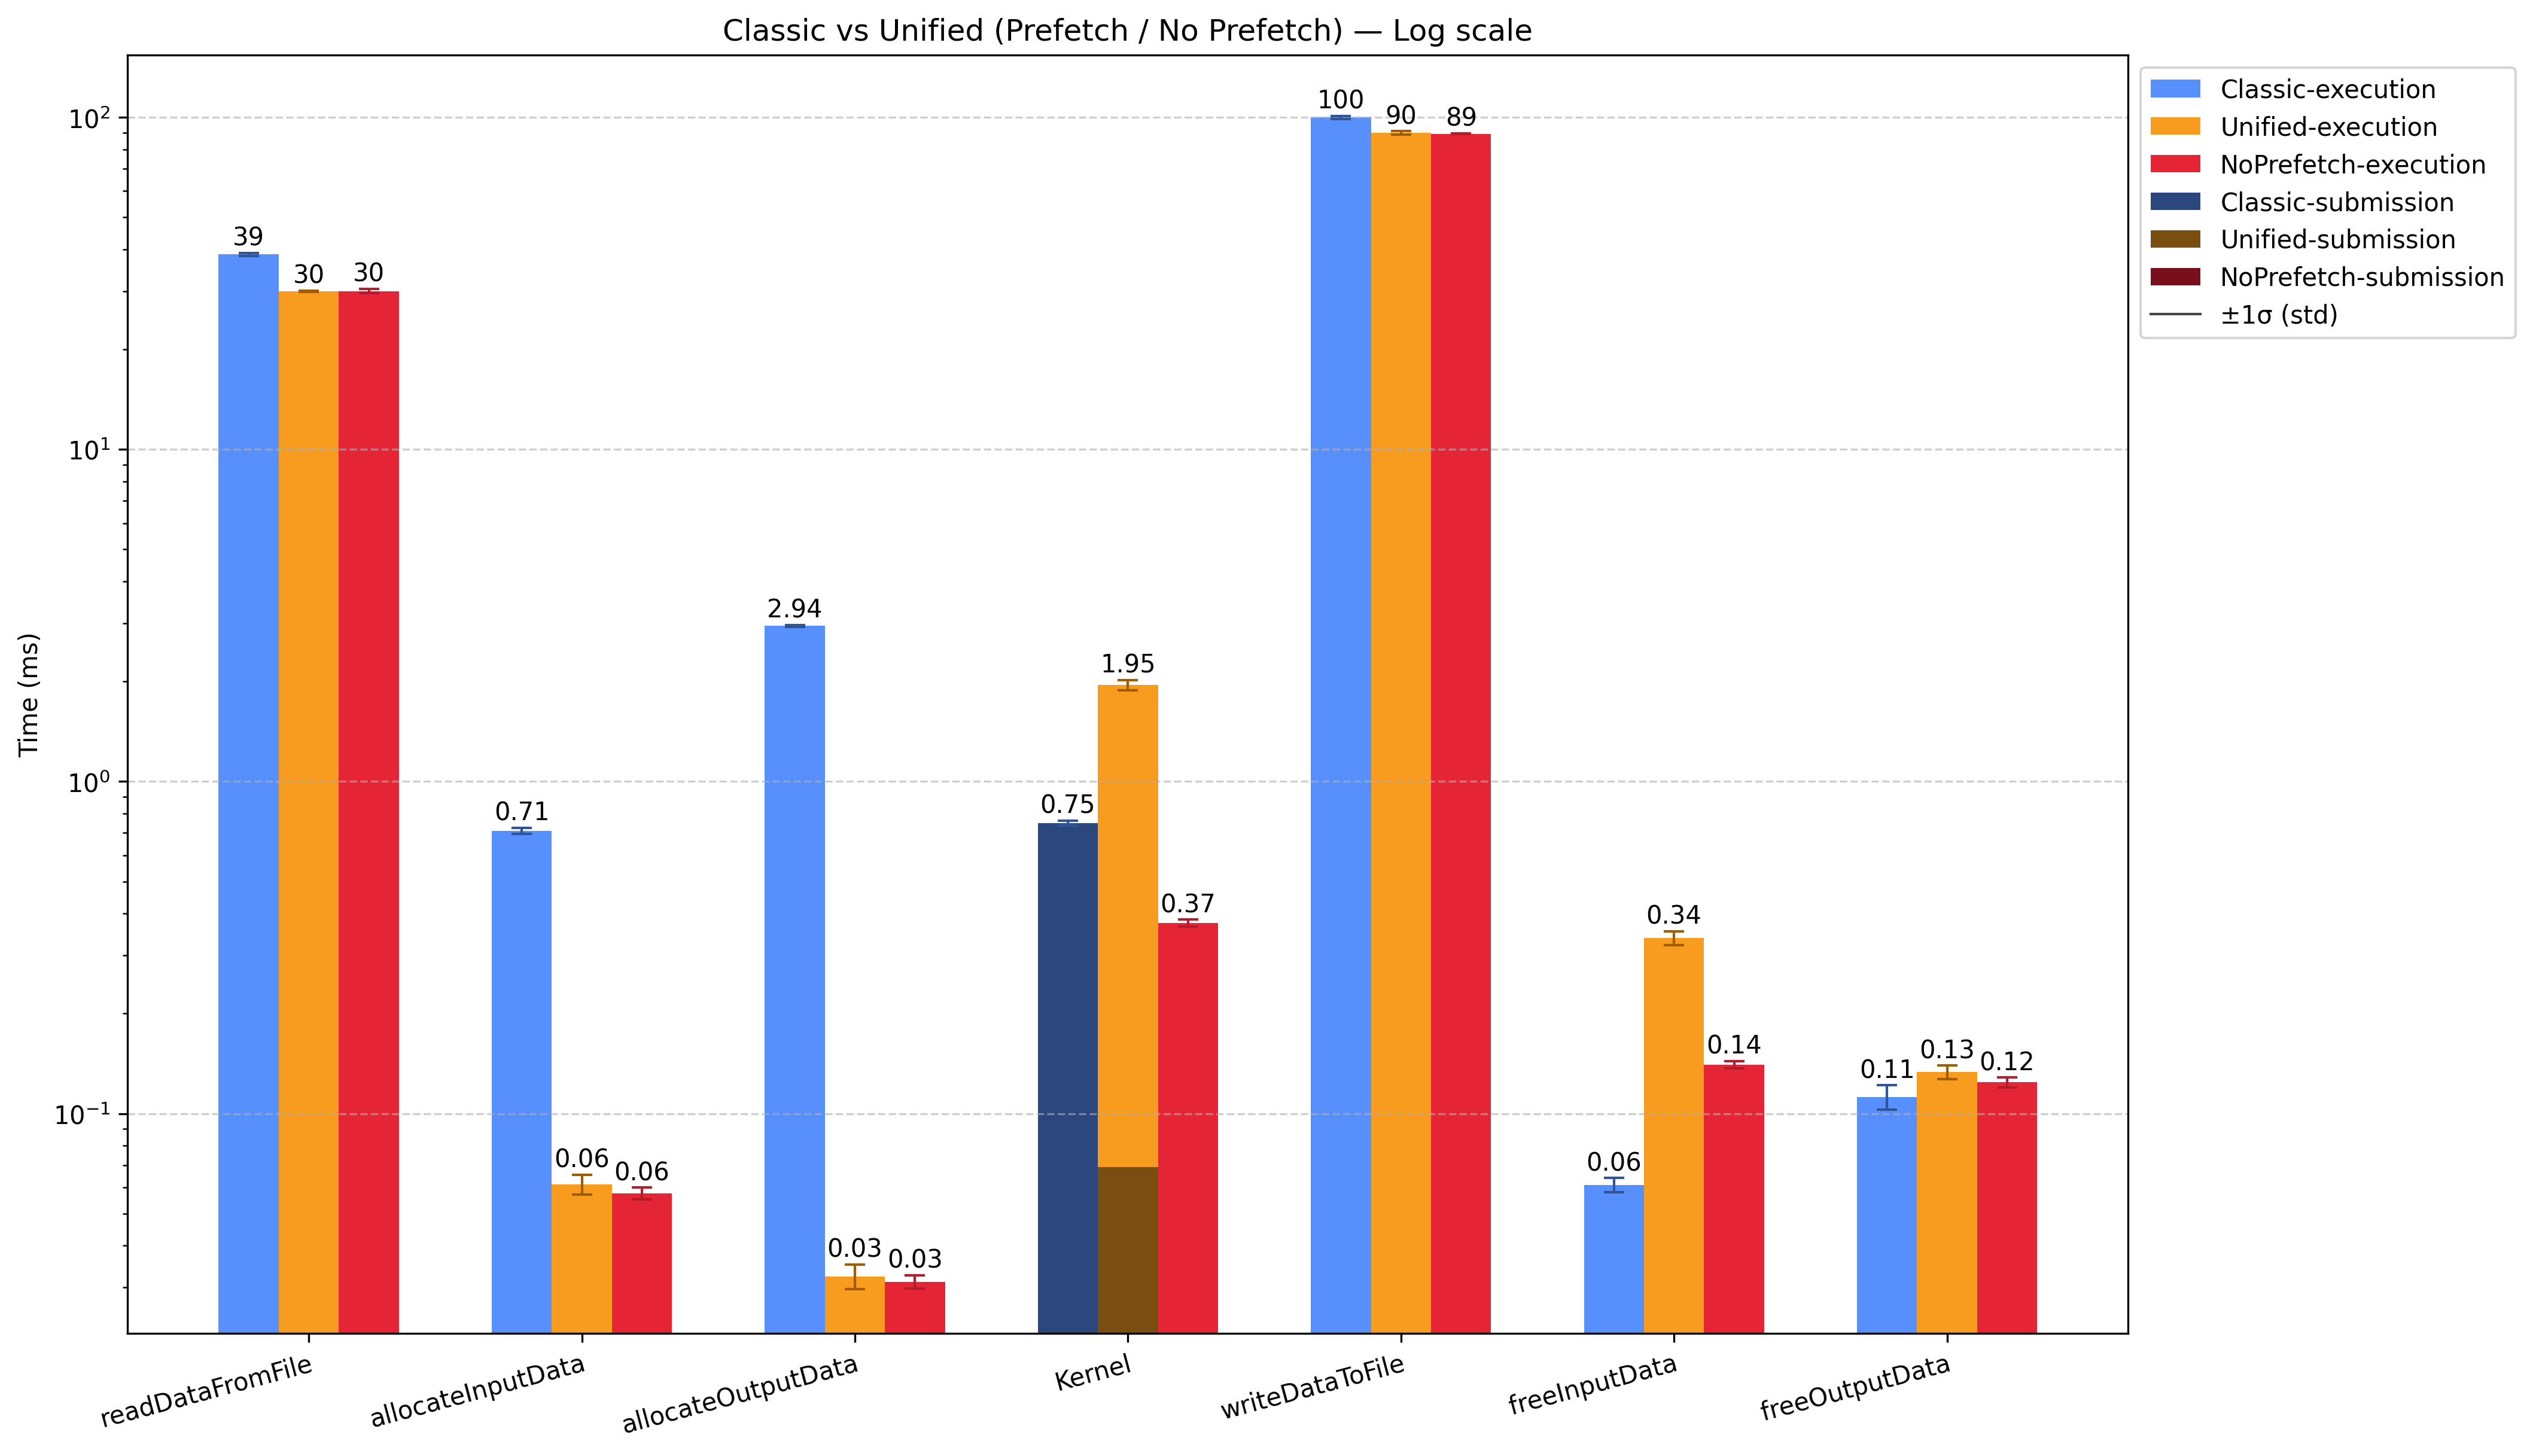 Classic vs Unified (Prefetch / No Prefetch) — Log scale
Classic-execution
Unified-execution
NoPrefetch-execution
Classic-submission
Unified-submission
NoPrefetch-submission
±1σ (std)
Time (ms)
10²
10¹
10⁰
10⁻¹
39
30
30
0.71
0.06
0.06
2.94
0.03
0.03
0.75
1.95
0.37
100
90
89
0.06
0.34
0.14
0.11
0.13
0.12
readDataFromFile
allocateInputData
allocateOutputData
Kernel
writeDataToFile
freeInputData
freeOutputData